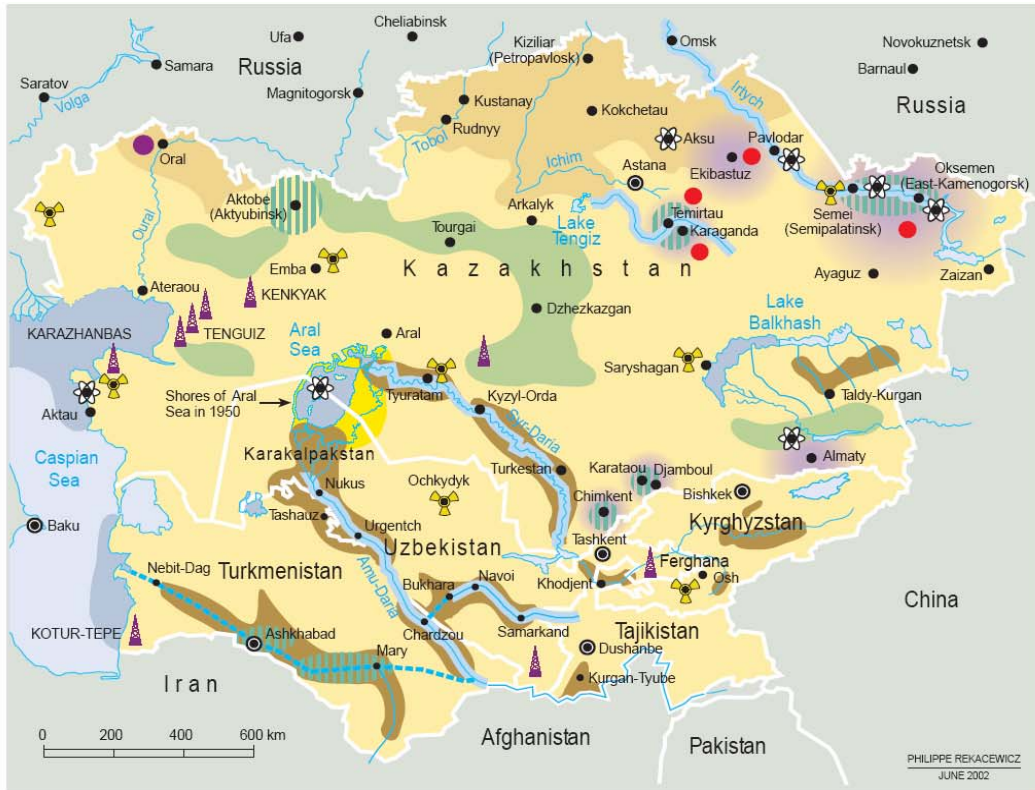 Cheliabinsk
Ufa
Omsk
Novokuznetsk
Kiziliar
(Petropavlosk)
Samara
Russia
Barnaul
Saratov
Volga
Magnitogorsk
Kustanay
Irtych
Russia
Kokchetau
Rudnyy
Tobol
Aksu
Pavlodar
Oral
Ichim
Astana
Ekibastuz
Oksemen
(East-Kamenogorsk)
Aktobe
(Aktyubinsk)
Arkalyk
Lake
Tengiz
Temirtau
Karaganda
Semei
(Semipalatinsk)
Oural
Tourgai
Emba
Kazakhstan
Ayaguz
Zaizan
Ateraou
KENKYAK
Dzhezkazgan
Lake
Balkhash
KARAZHANBAS
TENGUIZ
Aral
Sea
Aral
Saryshagan
Shores of Aral
Sea in 1950
Tyuratam
Kyzyl-Orda
Taldy-Kurgan
Aktau
Syr-Daria
Karakalpakstan
Almaty
Caspian
Sea
Turkestan
Karataou
Djamboul
Nukus
Ochkydyk
Chimkent
Bishkek
Tashauz
Baku
Urgentch
Kyrghyzstan
Uzbekistan
Tashkent
Ferghana
Nebit-Dag
Turkmenistan
Amu-Daria
Bukhara
Navoi
Khodjent
Osh
China
KOTUR-TEPE
Ashkhabad
Chardzou
Samarkand
Tajikistan
Mary
Dushanbe
Iran
Kurgan-Tyube
0 200 400 600 km
Afghanistan
Pakistan
PHILIPPE REKACEWICZ
JUNE 2002